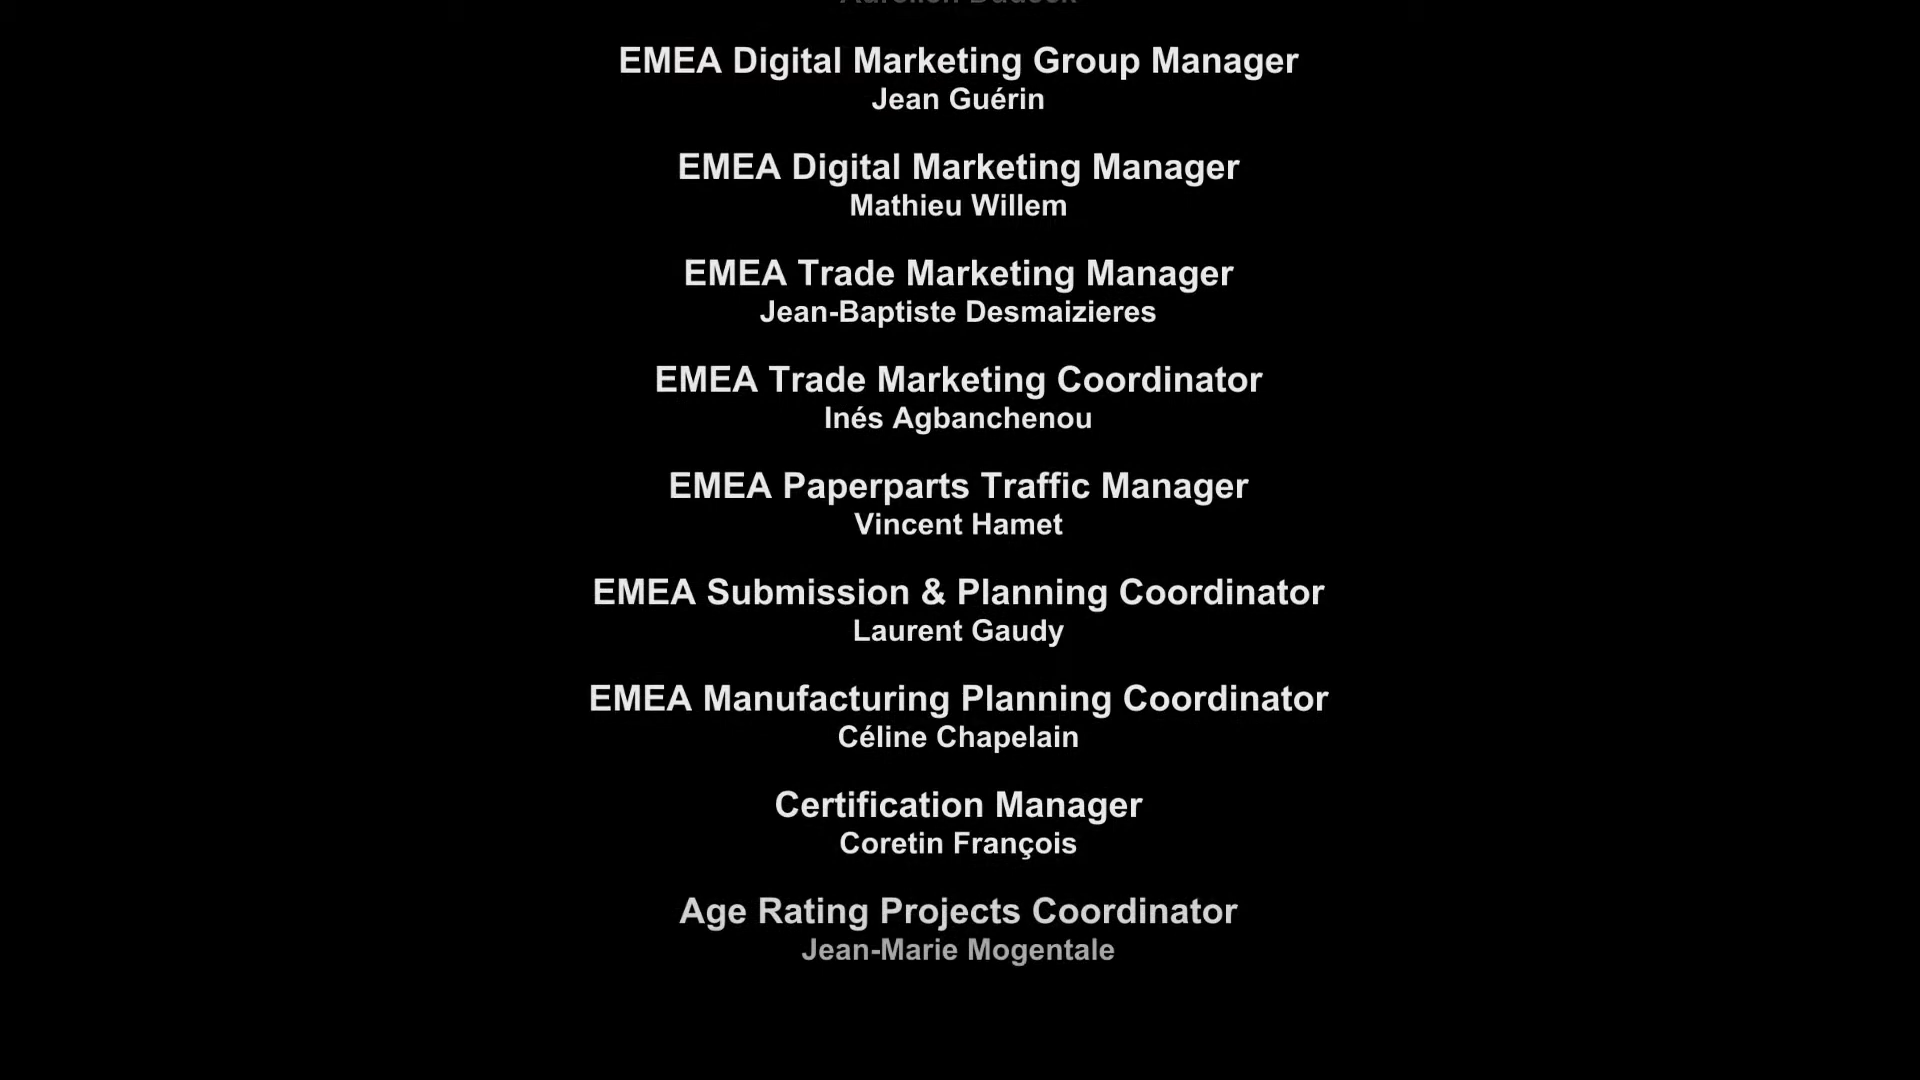 EMEA Digital Marketing Group Manager
Jean Guérin
EMEA Digital Marketing Manager
Mathieu Willem
EMEA Trade Marketing Manager
Jean-Baptiste Desmaizieres
EMEA Trade Marketing Coordinator
Inés Agbanchenou
EMEA Paperparts Traffic Manager
Vincent Hamet
EMEA Submission & Planning Coordinator
Laurent Gaudy
EMEA Manufacturing Planning Coordinator
Céline Chapelain
Certification Manager
Coretin François
Age Rating Projects Coordinator
Jean-Marie Mogentale